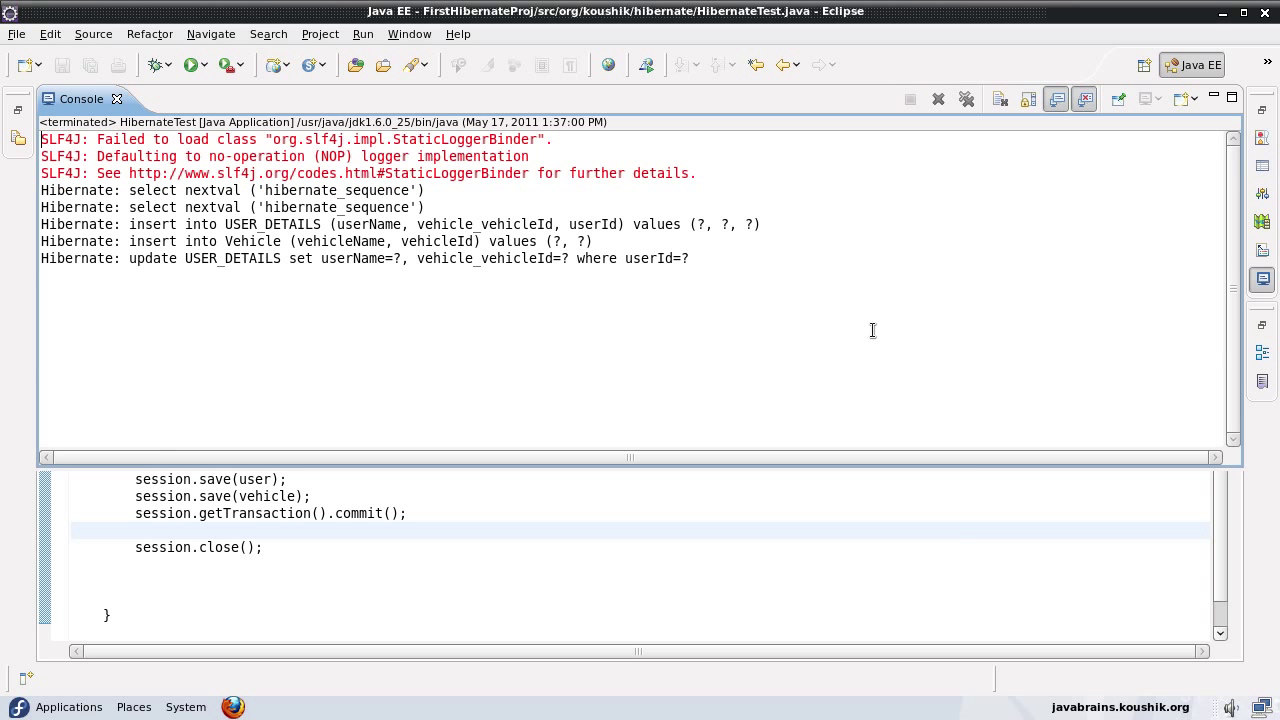 Java EE - FirstHibernateProj/src/org/koushik/hibernate/HibernateTest.java - Eclipse
File Edit Source Refactor Navigate Search Project Run Window Help
Java EE
Console
<terminated> HibernateTest [Java Application] /usr/java/jdk1.6.0_25/bin/java (May 17, 2011 1:37:00 PM)
SLF4J: Failed to load class "org.slf4j.impl.StaticLoggerBinder".
SLF4J: Defaulting to no-operation (NOP) logger implementation
SLF4J: See http://www.slf4j.org/codes.html#StaticLoggerBinder for further details.
Hibernate: select nextval ('hibernate_sequence')
Hibernate: select nextval ('hibernate_sequence')
Hibernate: insert into USER_DETAILS (userName, vehicle_vehicleId, userId) values (?, ?, ?)
Hibernate: insert into Vehicle (vehicleName, vehicleId) values (?, ?)
Hibernate: update USER_DETAILS set userName=?, vehicle_vehicleId=? where userId=?
session.save(user);
session.save(vehicle);
session.getTransaction().commit();
session.close();
}
Applications Places System
javabrains.koushik.org